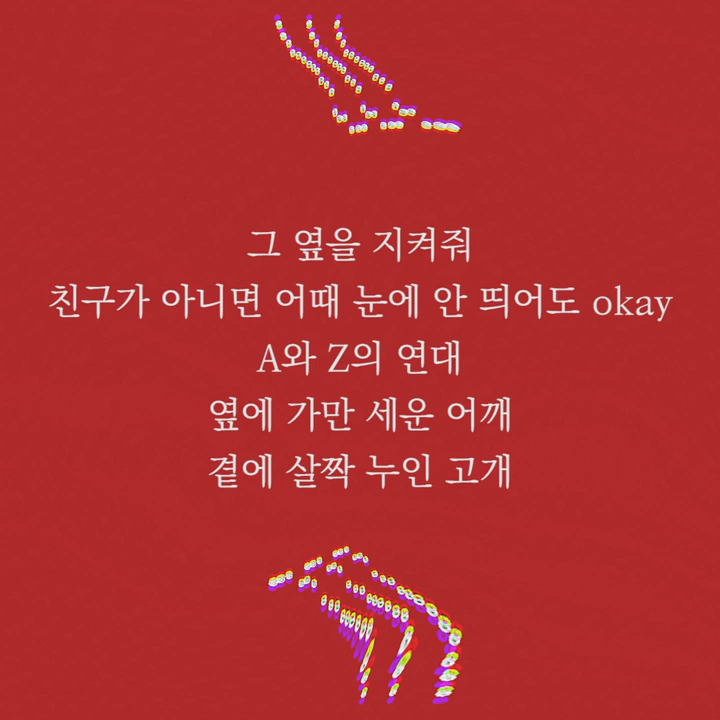 그 옆을 지켜줘
친구가 아니면 어때 눈에 안 띄어도 okay
A와 Z의 연대
옆에 가만 세운 어깨
곁에 살짝 누인 고개